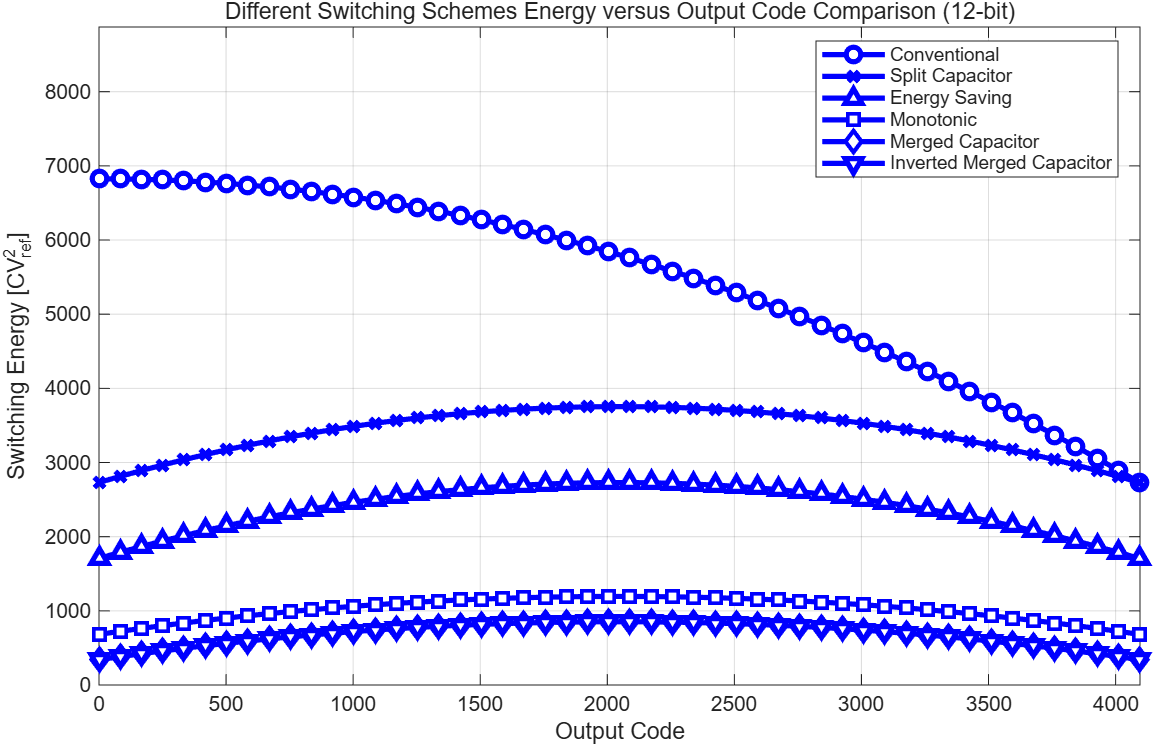 Different Switching Schemes Energy versus Output Code Comparison (12-bit)
Conventional
Split Capacitor
Energy Saving
Monotonic
Merged Capacitor
Inverted Merged Capacitor
Switching Energy [CV²ref]
8000
7000
6000
5000
4000
3000
2000
1000
0
0 500 1000 1500 2000 2500 3000 3500 4000
Output Code